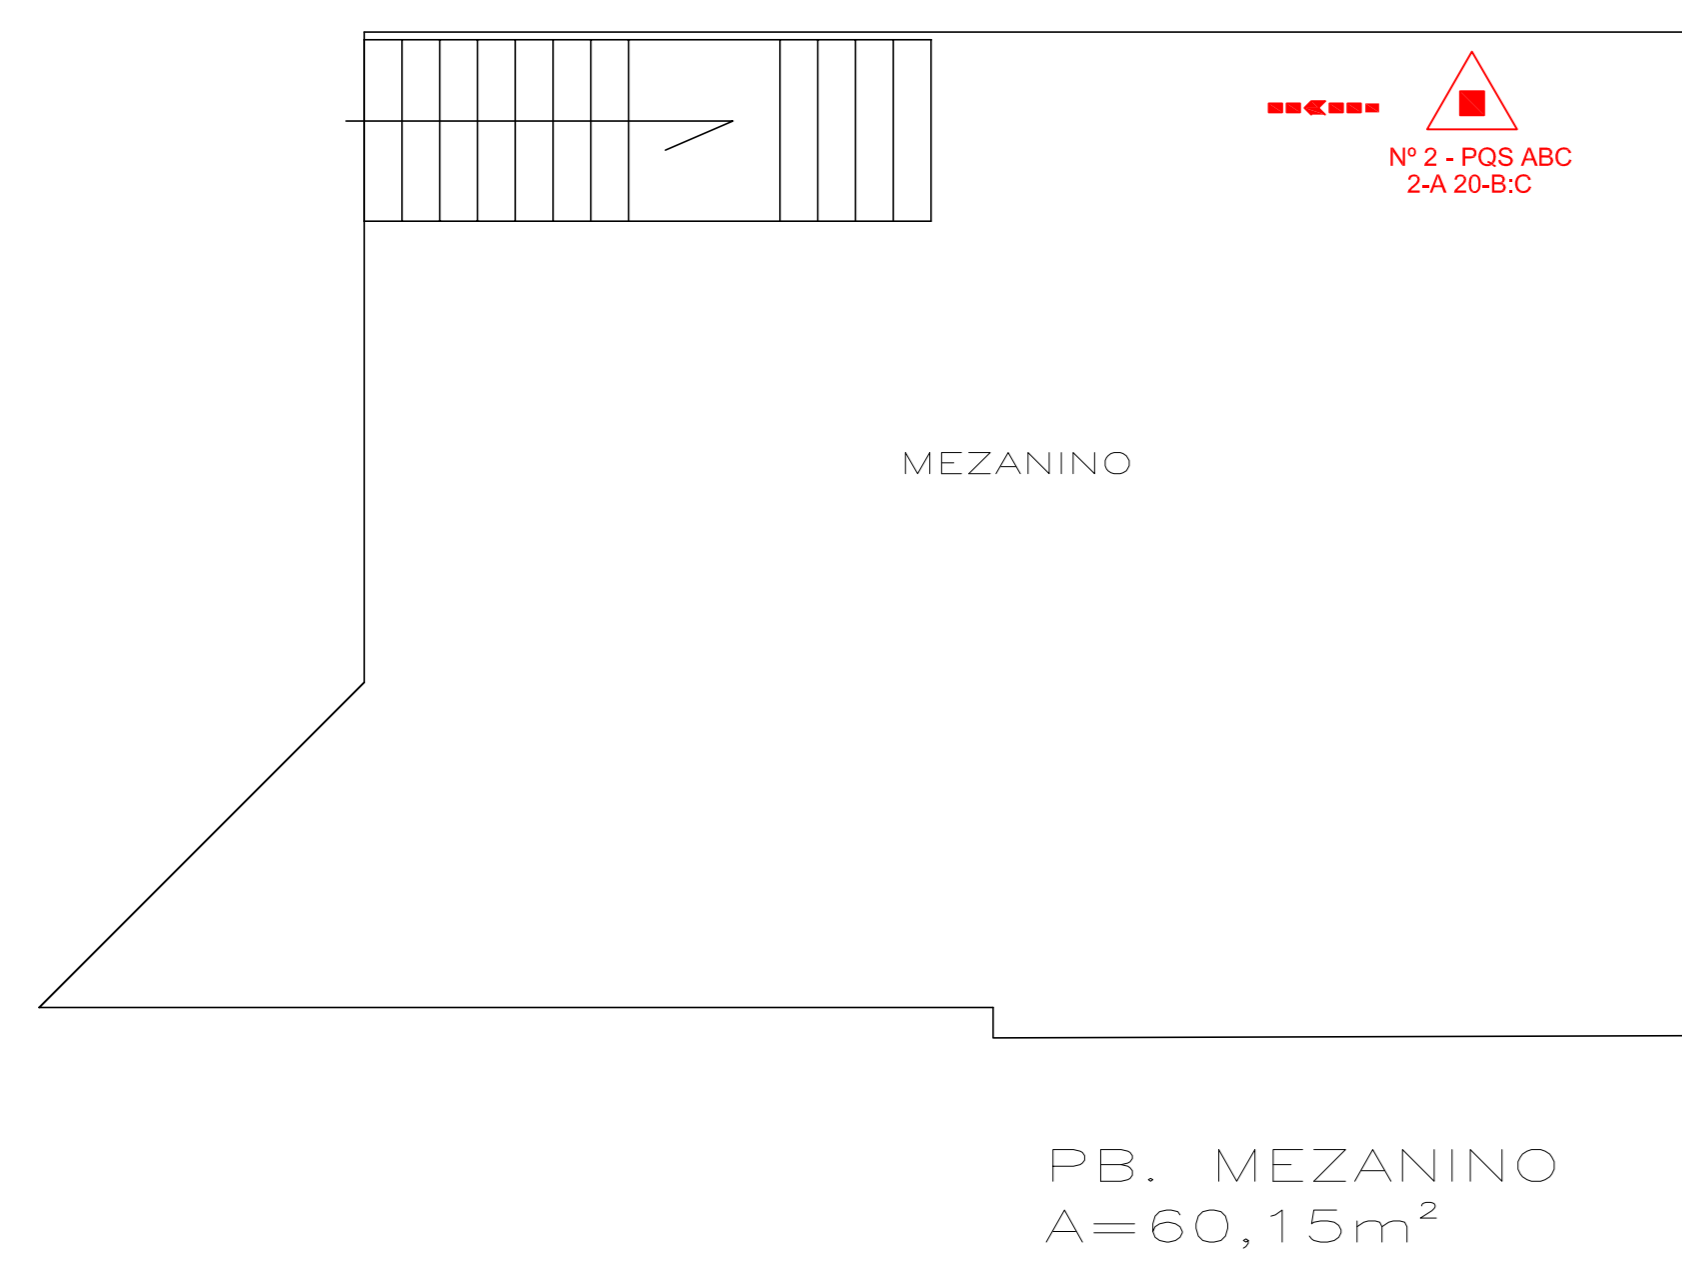 Nº 2 - PQS ABC
2-A 20-B:C
MEZANINO
PB. MEZANINO
A=60,15m²